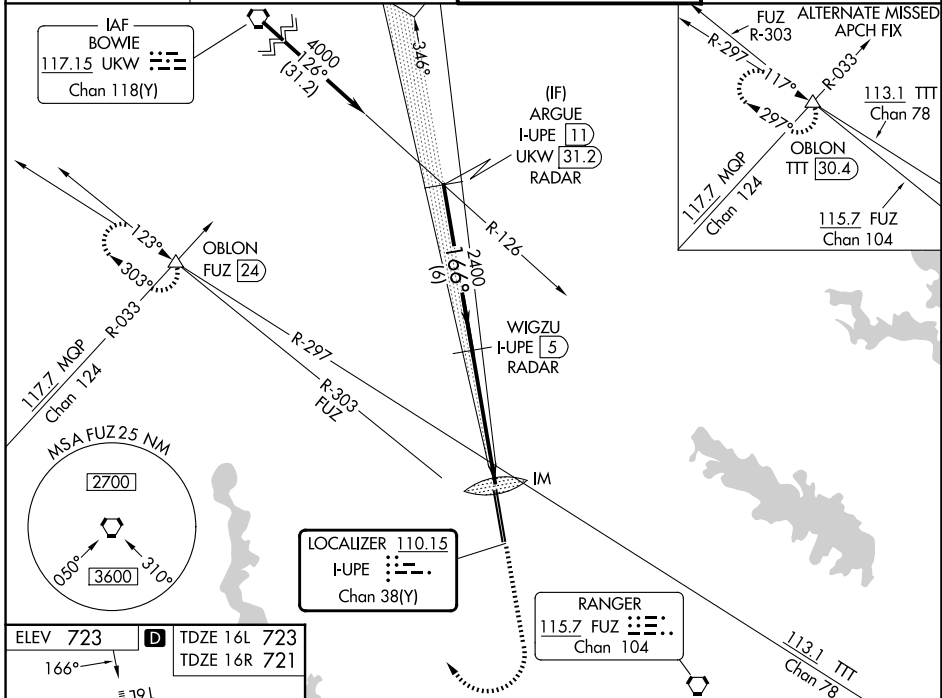 IAF
BOWIE
117.15 UKW
Chan 118(Y)
4000
126°
(31.2)
346°
(IF)
ARGUE
I-UPE 11
UKW 31.2
RADAR
FUZ
R-303
ALTERNATE MISSED
APCH FIX
R-297
117°
R-033
297°
113.1 TTT
Chan 78
OBLON
TTT 30.4
117.7 MQP
Chan 124
115.7 FUZ
Chan 104
R-126
2400
166°
(6)
123°
303°
OBLON
FUZ 24
R-033
117.7 MQP
Chan 124
R-297
R-303
FUZ
WIGZU
I-UPE 5
RADAR
IM
MSA FUZ 25 NM
2700
050°
310°
3600
LOCALIZER 110.15
I-UPE
Chan 38(Y)
RANGER
115.7 FUZ
Chan 104
113.1 TTT
Chan 78
ELEV 723
D
TDZE 16L 723
TDZE 16R 721
166°
16L